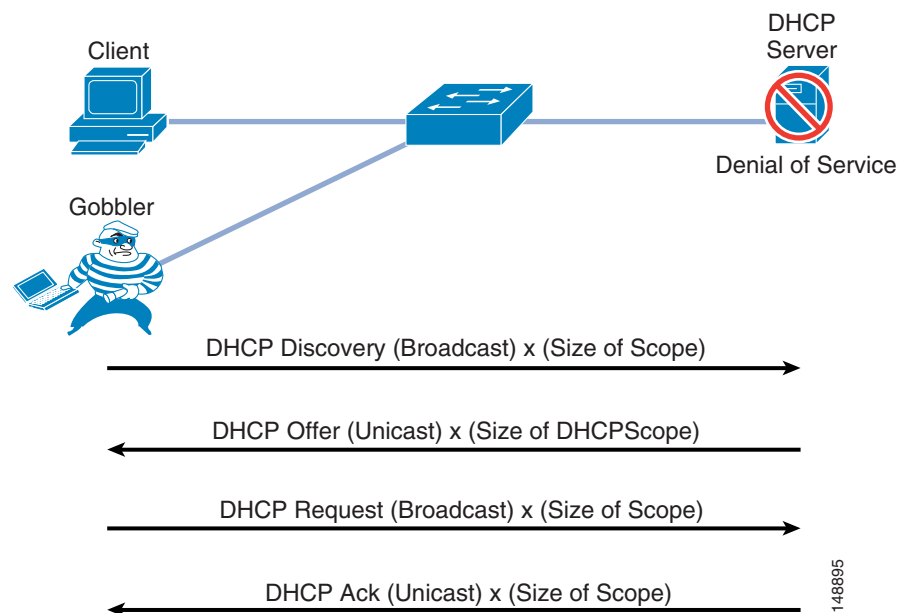 Client
DHCP
Server
Denial of Service
Gobbler
DHCP Discovery (Broadcast) x (Size of Scope)
DHCP Offer (Unicast) x (Size of DHCPScope)
DHCP Request (Broadcast) x (Size of Scope)
DHCP Ack (Unicast) x (Size of Scope)
148895